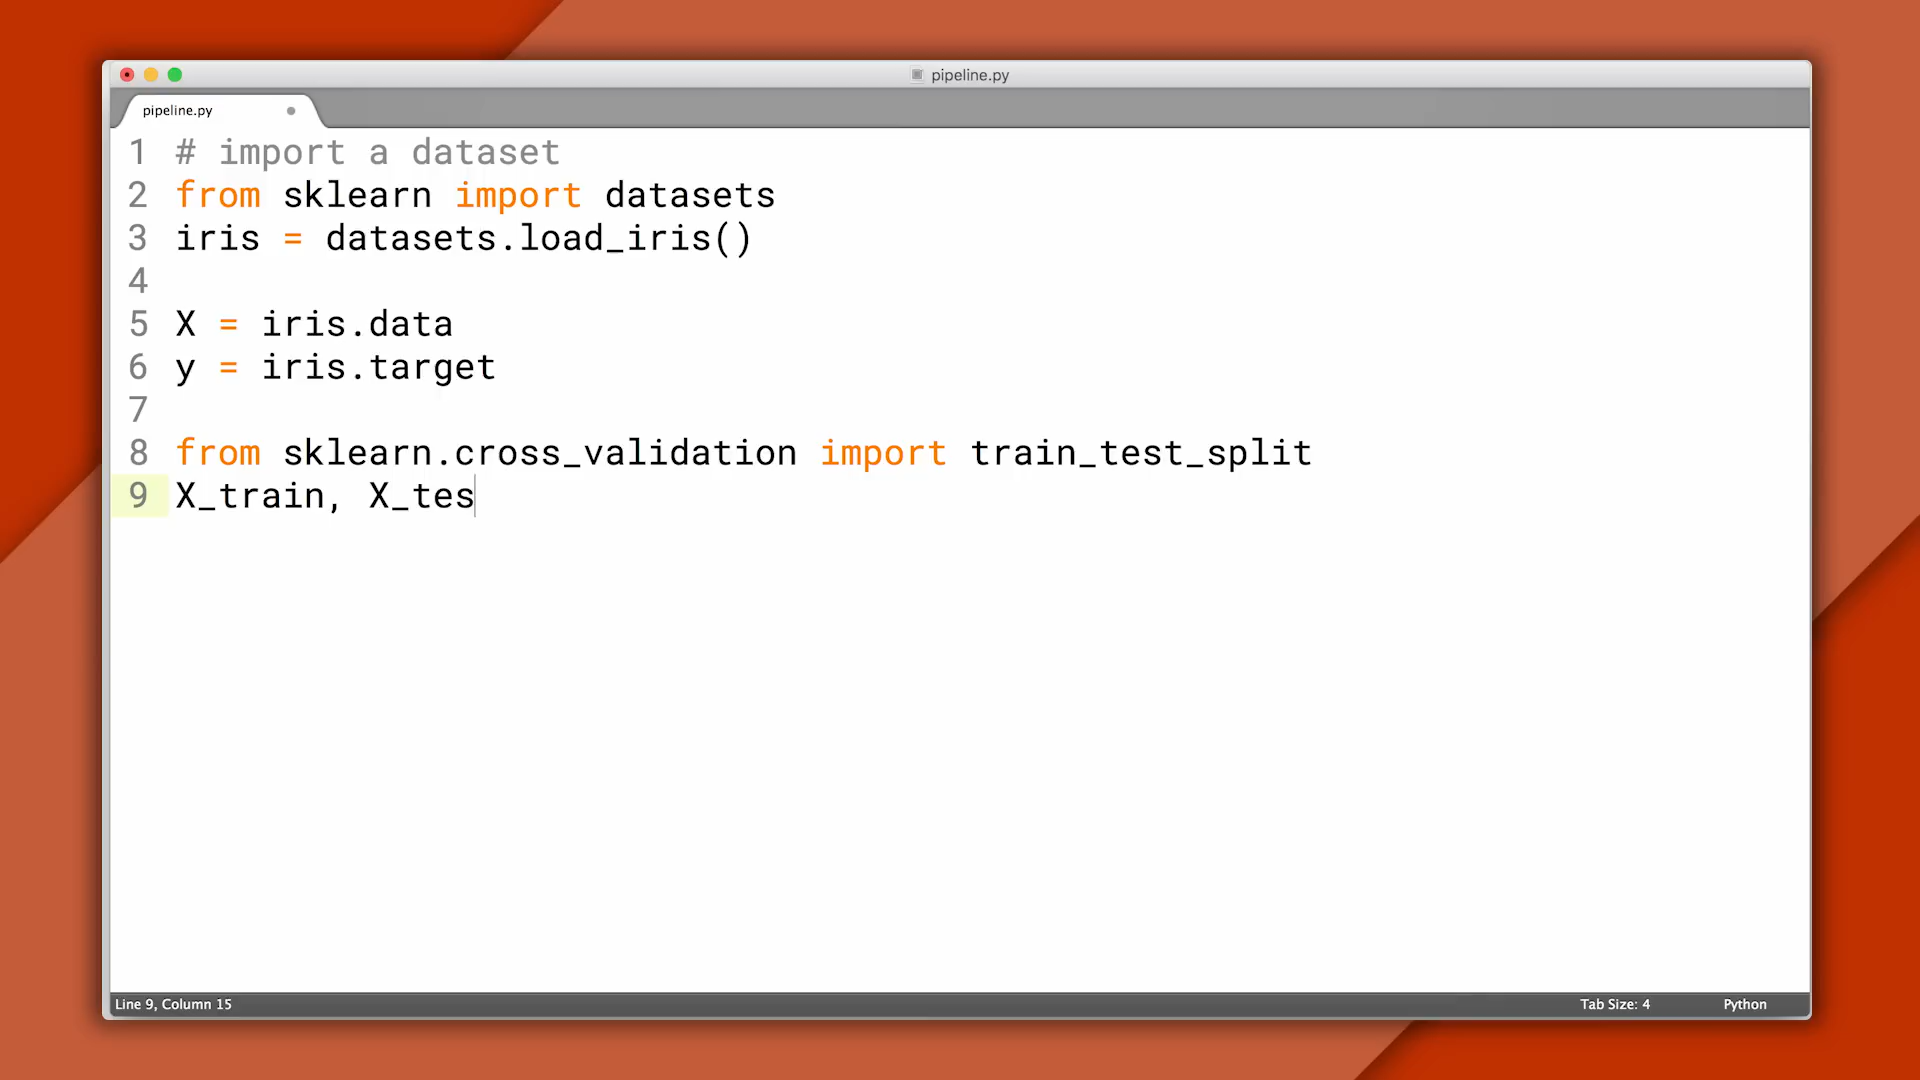 pipeline.py
pipeline.py
1 # import a dataset
2 from sklearn import datasets
3 iris = datasets.load_iris()
4
5 X = iris.data
6 y = iris.target
7
8 from sklearn.cross_validation import train_test_split
9 X_train, X_tes
Line 9, Column 15 Tab Size: 4 Python